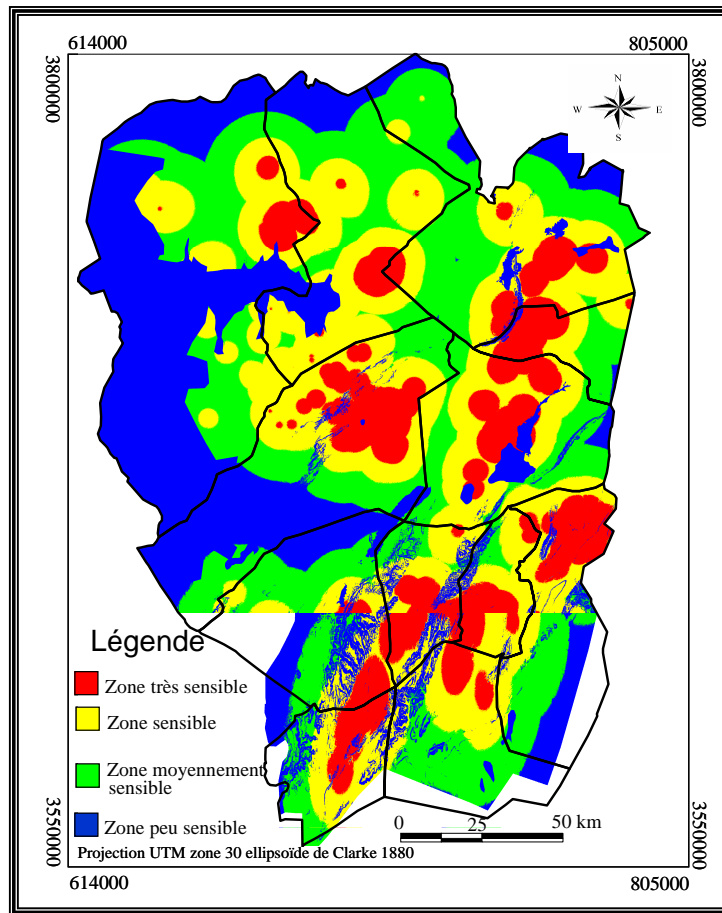 614000
805000
3800000
3800000
N
W
E
S
Légende
Zone très sensible
Zone sensible
Zone moyennement
sensible
Zone peu sensible
0
25
50 km
Projection UTM zone 30 ellipsoïde de Clarke 1880
3550000
3550000
614000
805000